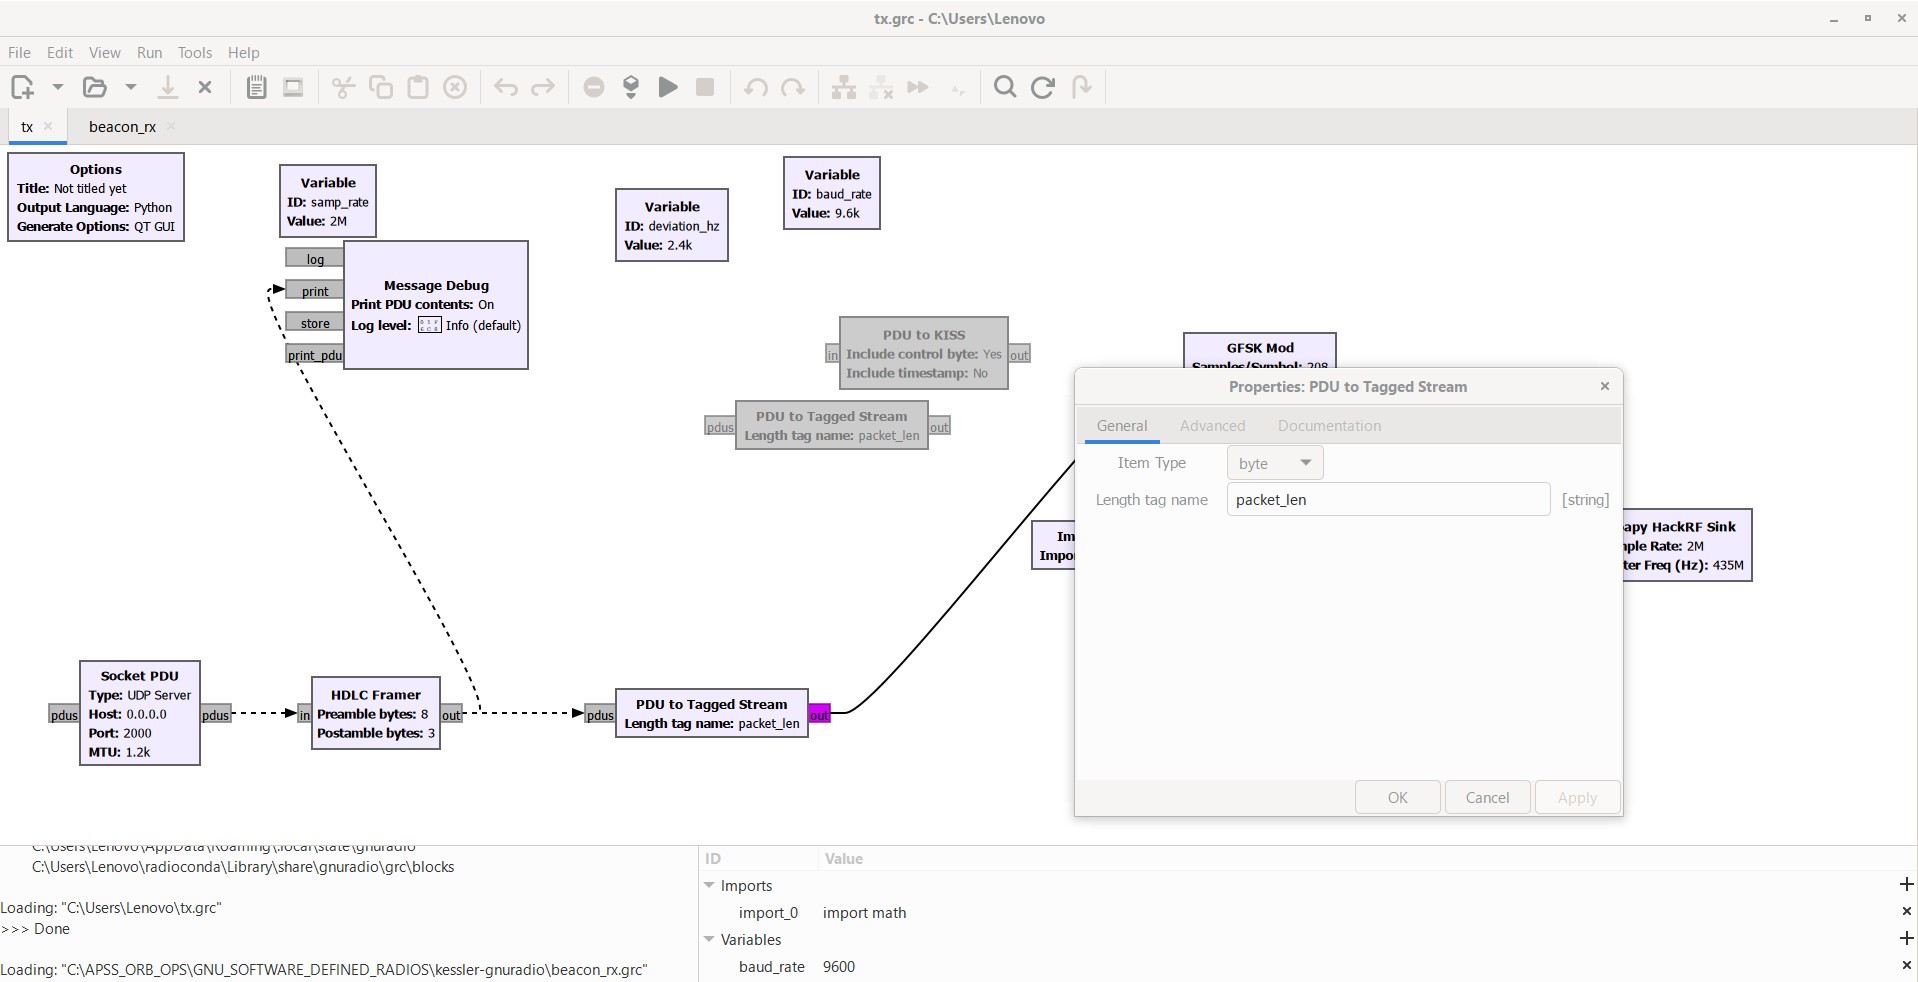 tx.grc - C:\Users\Lenovo
File Edit View Run Tools Help
tx
beacon_rx
Options
Title: Not titled yet
Output Language: Python
Generate Options: QT GUI
Variable
ID: samp_rate
Value: 2M
Variable
ID: deviation_hz
Value: 2.4k
Variable
ID: baud_rate
Value: 9.6k
log
print
store
print_pdu
Message Debug
Print PDU contents: On
Log level: Info (default)
in
PDU to KISS
Include control byte: Yes
Include timestamp: No
out
pdus
PDU to Tagged Stream
Length tag name: packet_len
out
GFSK Mod
Samples/Symbol: 208
Properties: PDU to Tagged Stream
General Advanced Documentation
Item Type byte
Length tag name packet_len [string]
OK Cancel Apply
Im
Impo
apy HackRF Sink
ple Rate: 2M
ter Freq (Hz): 435M
pdus
Socket PDU
Type: UDP Server
Host: 0.0.0.0
Port: 2000
MTU: 1.2k
pdus
in
HDLC Framer
Preamble bytes: 8
Postamble bytes: 3
out
pdus
PDU to Tagged Stream
Length tag name: packet_len
out
C:\Users\Lenovo\AppData\Roaming\.local\state\gnuradio
C:\Users\Lenovo\radioconda\Library\share\gnuradio\grc\blocks
Loading: "C:\Users\Lenovo\tx.grc"
>>> Done
Loading: "C:\APSS_ORB_OPS\GNU_SOFTWARE_DEFINED_RADIOS\kessler-gnuradio\beacon_rx.grc"
ID Value
Imports
import_0 import math
Variables
baud_rate 9600